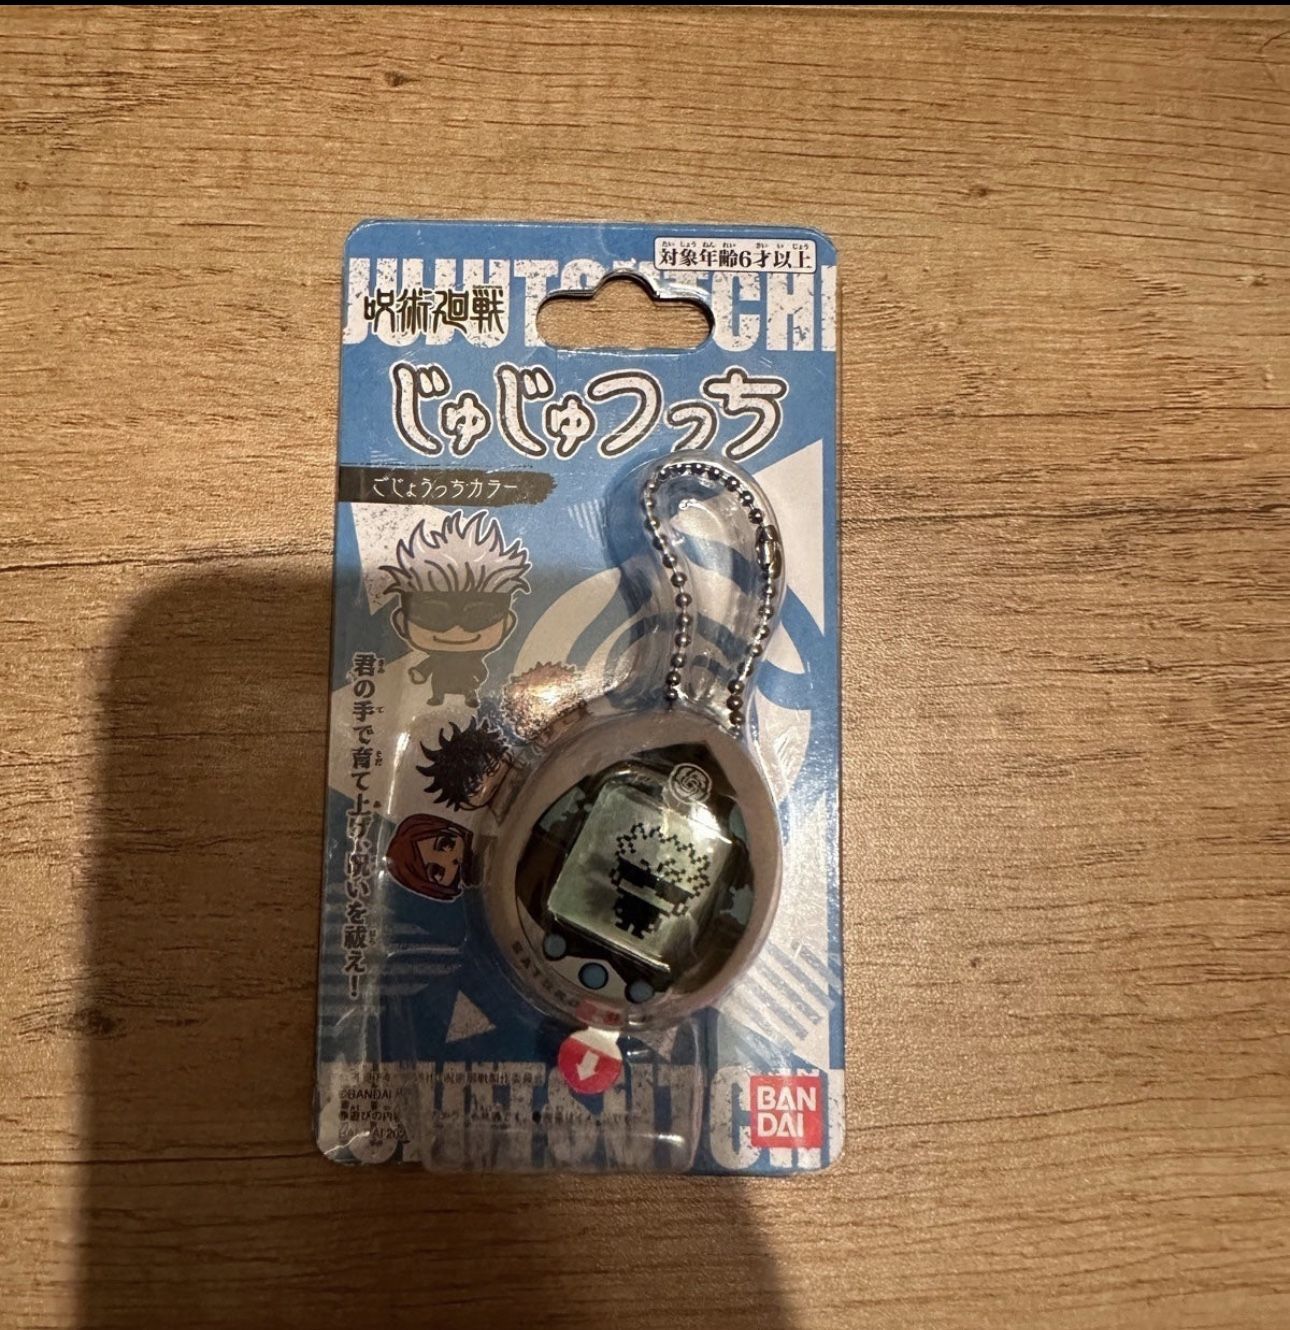 対象年齢6才以上
JUJUTSUTCHI
呪術廻戦
じゅじゅつっち
ごじょうっちカラー
君の手で育て上げ、呪いを祓え!
©BANDAI
BAN
DAI